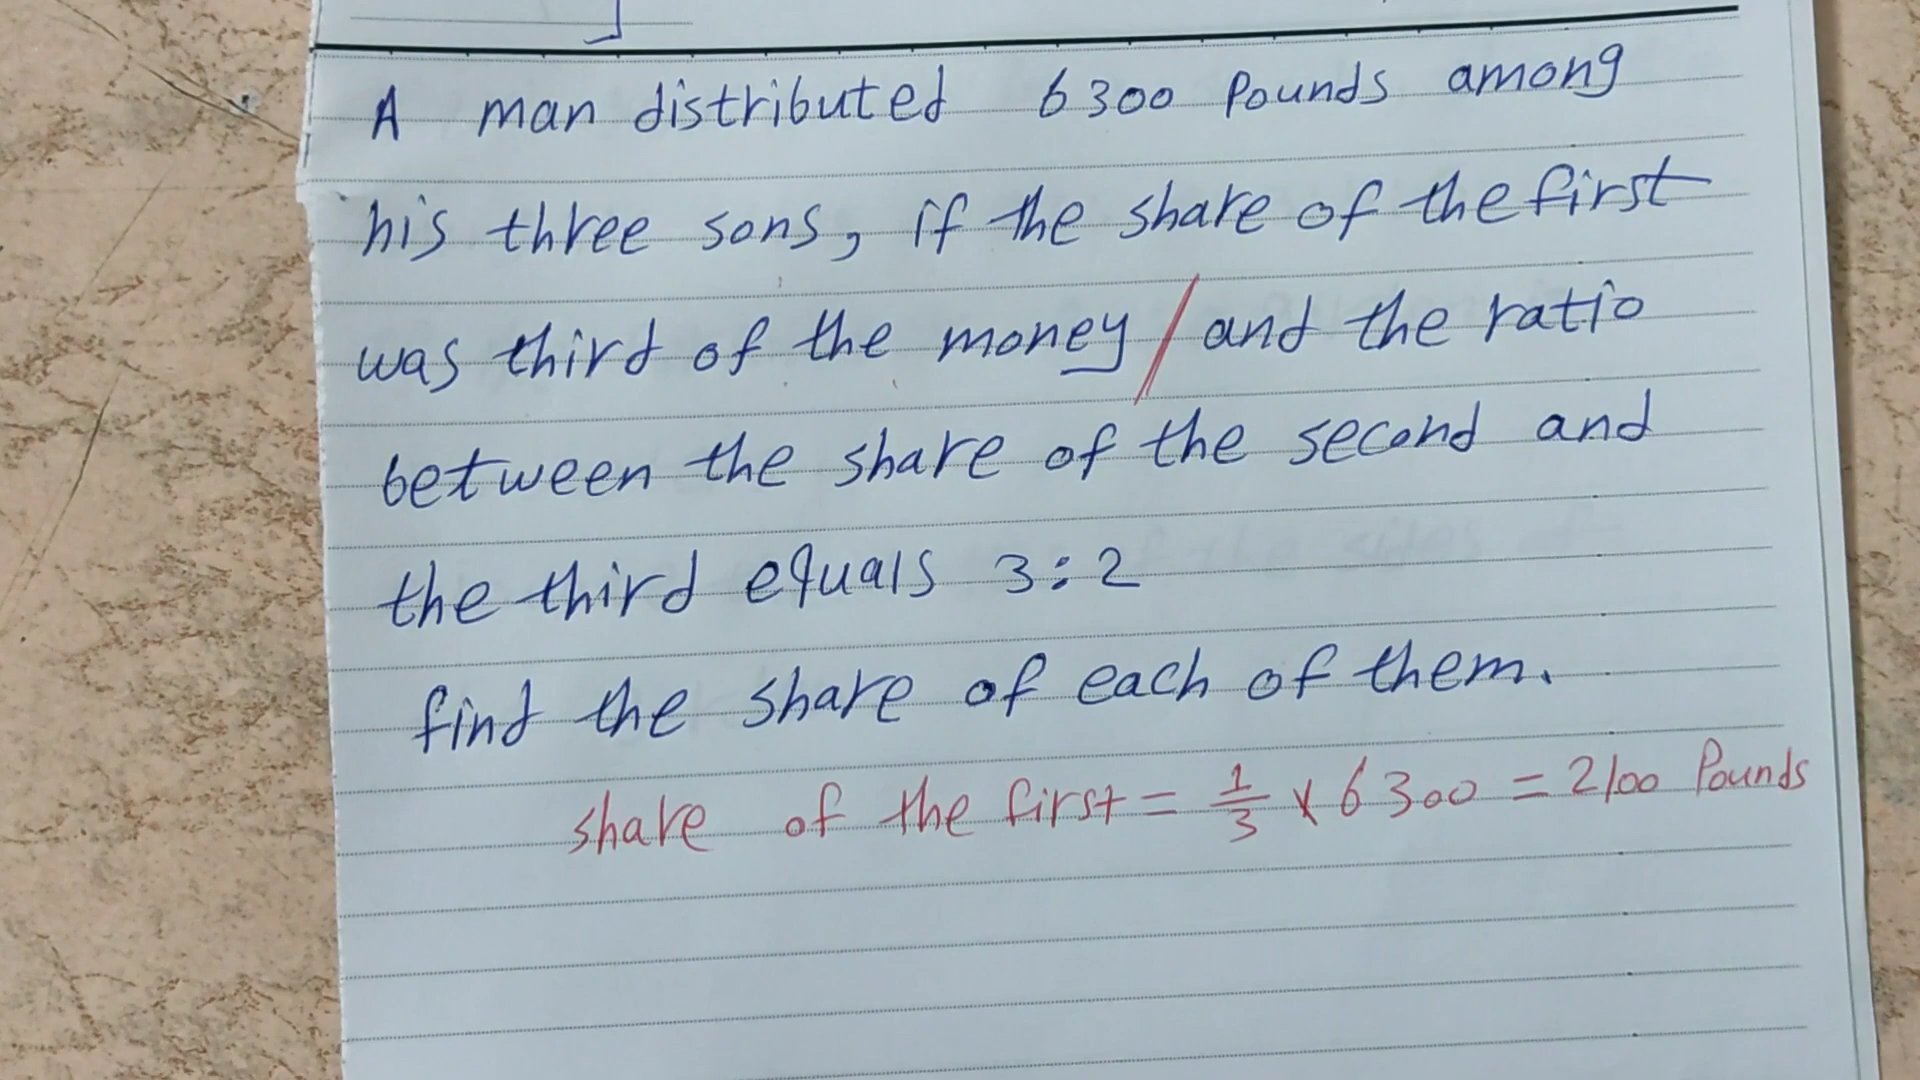 A man distributed 6300 Pounds among
his three sons, if the share of the first
was third of the money / and the ratio
between the share of the second and
the third equals 3:2
find the share of each of them.
share of the first = 1/3 x 6300 = 2100 Pounds